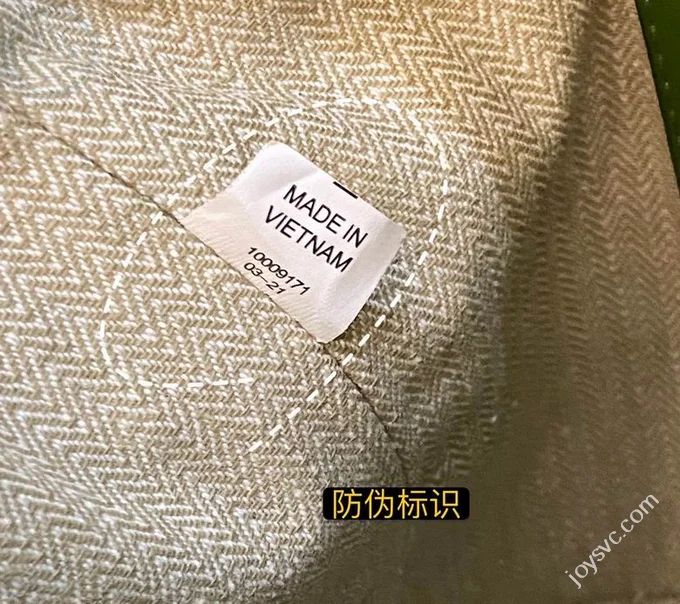 MADE IN
VIETNAM
10009171
03-21
防伪标识
joysvc.com